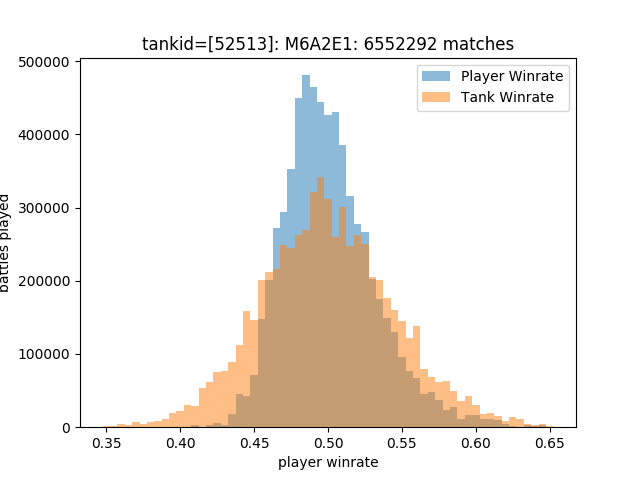 tankid=[52513]: M6A2E1: 6552292 matches
Player Winrate
Tank Winrate
500000
400000
300000
200000
100000
0
battles played
0.35 0.40 0.45 0.50 0.55 0.60 0.65
player winrate